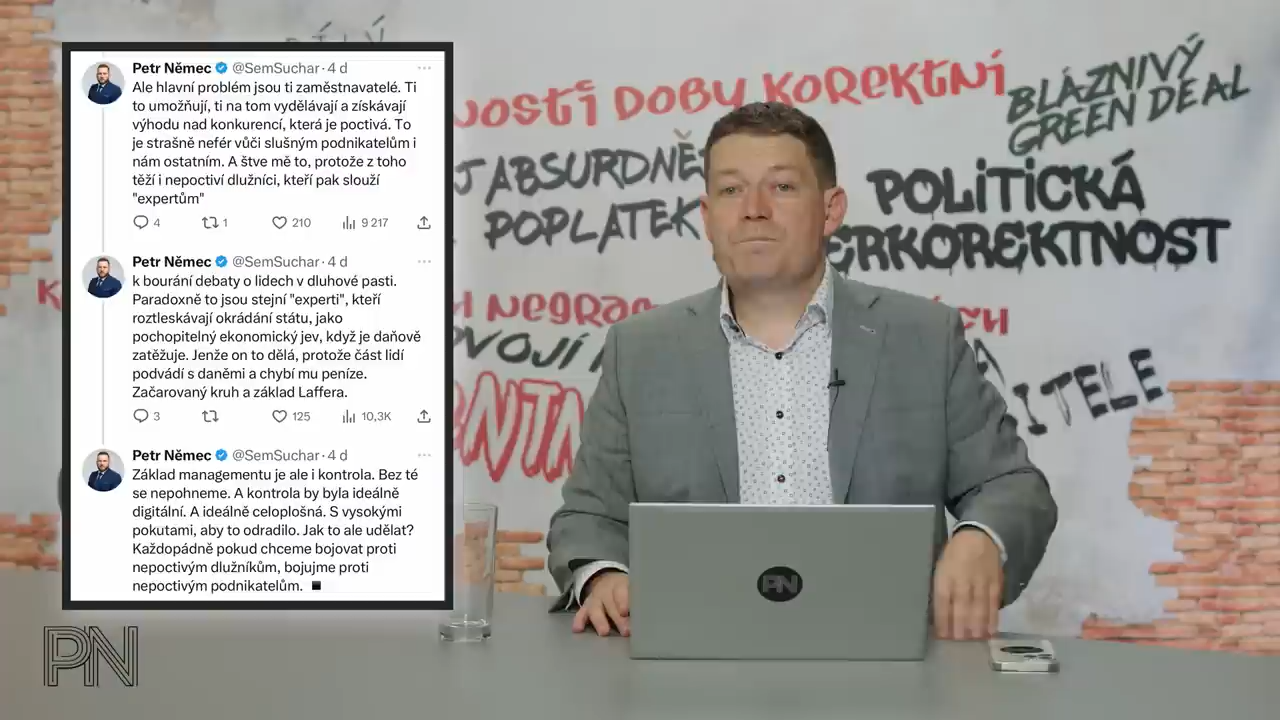 Petr Němec @SemSuchar · 4 d
Ale hlavní problém jsou ti zaměstnavatelé. Ti
to umožňují, ti na tom vydělávají a získávají
výhodu nad konkurencí, která je poctivá. To
je strašně nefér vůči slušným podnikatelům i
nám ostatním. A štve mě to, protože z toho
těží i nepoctiví dlužníci, kteří pak slouží
"expertům"
4 1 210 9 217
Petr Němec @SemSuchar · 4 d
k bourání debaty o lidech v dluhové pasti.
Paradoxně to jsou stejní "experti", kteří
roztleskávají okrádání státu, jako
pochopitelný ekonomický jev, když je daňově
zatěžuje. Jenže on to dělá, protože část lidí
podvádí s daněmi a chybí mu peníze.
Začarovaný kruh a základ Laffera.
3 125 10,3K
Petr Němec @SemSuchar · 4 d
Základ managementu je ale i kontrola. Bez té
se nepohneme. A kontrola by byla ideálně
digitální. A ideálně celoplošná. S vysokými
pokutami, aby to odradilo. Jak to ale udělat?
Každopádně pokud chceme bojovat proti
nepoctivým dlužníkům, bojujme proti
nepoctivým podnikatelům.
PN
DOBY KOREKTNÍ
BLÁZNIVÝ
GREEN DEAL
ABSURDNĚ
POPLATEK
POLITICKÁ
ERKOREKTNOST
ITELE
PN